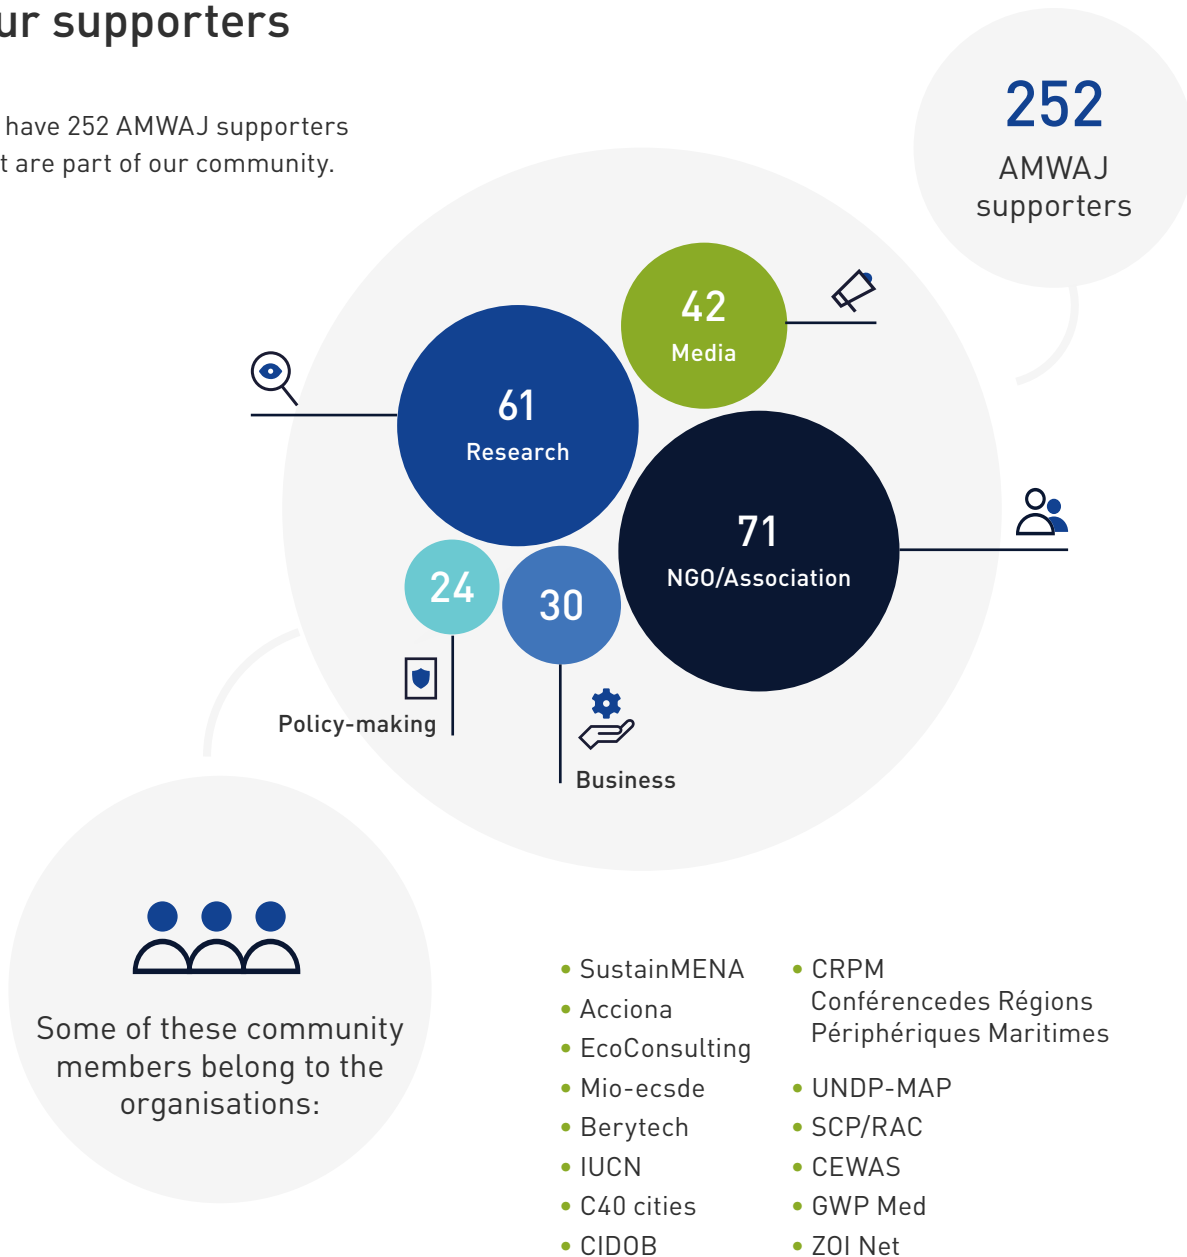 ur supporters
have 252 AMWAJ supporters
t are part of our community.
252
AMWAJ
supporters
42
Media
61
Research
71
NGO/Association
24
30
Policy-making
Business
Some of these community
members belong to the
organisations:
• SustainMENA
• Acciona
• EcoConsulting
• Mio-ecsde
• Berytech
• IUCN
• C40 cities
• CIDOB
• CRPM
Conférencedes Régions
Périphériques Maritimes
• UNDP-MAP
• SCP/RAC
• CEWAS
• GWP Med
• ZOI Net